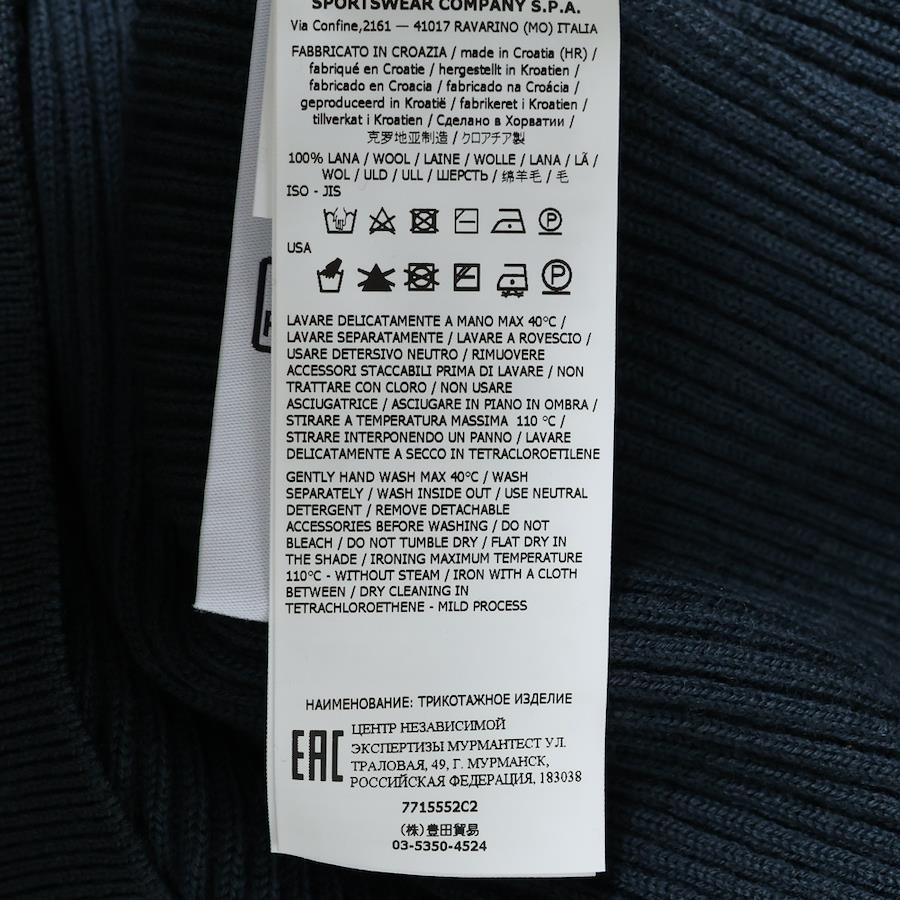 SPORTSWEAR COMPANY S.P.A.
Via Confine,2161 — 41017 RAVARINO (MO) ITALIA
FABBRICATO IN CROAZIA / made in Croatia (HR) /
fabriqué en Croatie / hergestellt in Kroatien /
fabricado en Croacia / fabricado na Croácia /
geproduceerd in Kroatië / fabrikeret i Kroatien /
tillverkat i Kroatien / Сделано в Хорватии /
克罗地亚制造 / クロアチア製
100% LANA / WOOL / LAINE / WOLLE / LANA / LÃ /
WOL / ULD / ULL / ШЕРСТЬ / 绵羊毛 / 毛
ISO - JIS
P
USA
P
LAVARE DELICATAMENTE A MANO MAX 40°C /
LAVARE SEPARATAMENTE / LAVARE A ROVESCIO /
USARE DETERSIVO NEUTRO / RIMUOVERE
ACCESSORI STACCABILI PRIMA DI LAVARE / NON
TRATTARE CON CLORO / NON USARE
ASCIUGATRICE / ASCIUGARE IN PIANO IN OMBRA /
STIRARE A TEMPERATURA MASSIMA 110 °C /
STIRARE INTERPONENDO UN PANNO / LAVARE
DELICATAMENTE A SECCO IN TETRACLOROETILENE
GENTLY HAND WASH MAX 40°C / WASH
SEPARATELY / WASH INSIDE OUT / USE NEUTRAL
DETERGENT / REMOVE DETACHABLE
ACCESSORIES BEFORE WASHING / DO NOT
BLEACH / DO NOT TUMBLE DRY / FLAT DRY IN
THE SHADE / IRONING MAXIMUM TEMPERATURE
110°C - WITHOUT STEAM / IRON WITH A CLOTH
BETWEEN / DRY CLEANING IN
TETRACHLOROETHENE - MILD PROCESS
НАИМЕНОВАНИЕ: ТРИКОТАЖНОЕ ИЗДЕЛИЕ
EAC
ЦЕНТР НЕЗАВИСИМОЙ
ЭКСПЕРТИЗЫ МУРМАНТЕСТ УЛ.
ТРАЛОВАЯ, 49, Г. МУРМАНСК,
РОССИЙСКАЯ ФЕДЕРАЦИЯ, 183038
7715552C2
(株)豊田貿易
03-5350-4524